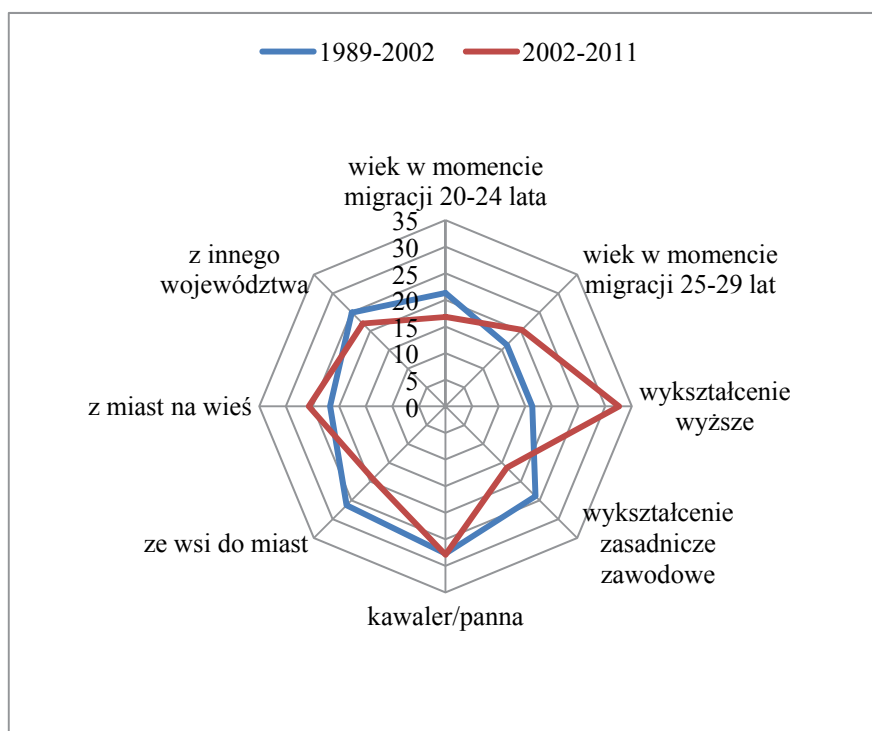 1989-2002 2002-2011
wiek w momencie
migracji 20-24 lata
wiek w momencie
migracji 25-29 lat
wykształcenie
wyższe
wykształcenie
zasadnicze
zawodowe
kawaler/panna
ze wsi do miast
z miast na wieś
z innego
województwa
35
30
25
20
15
10
5
0